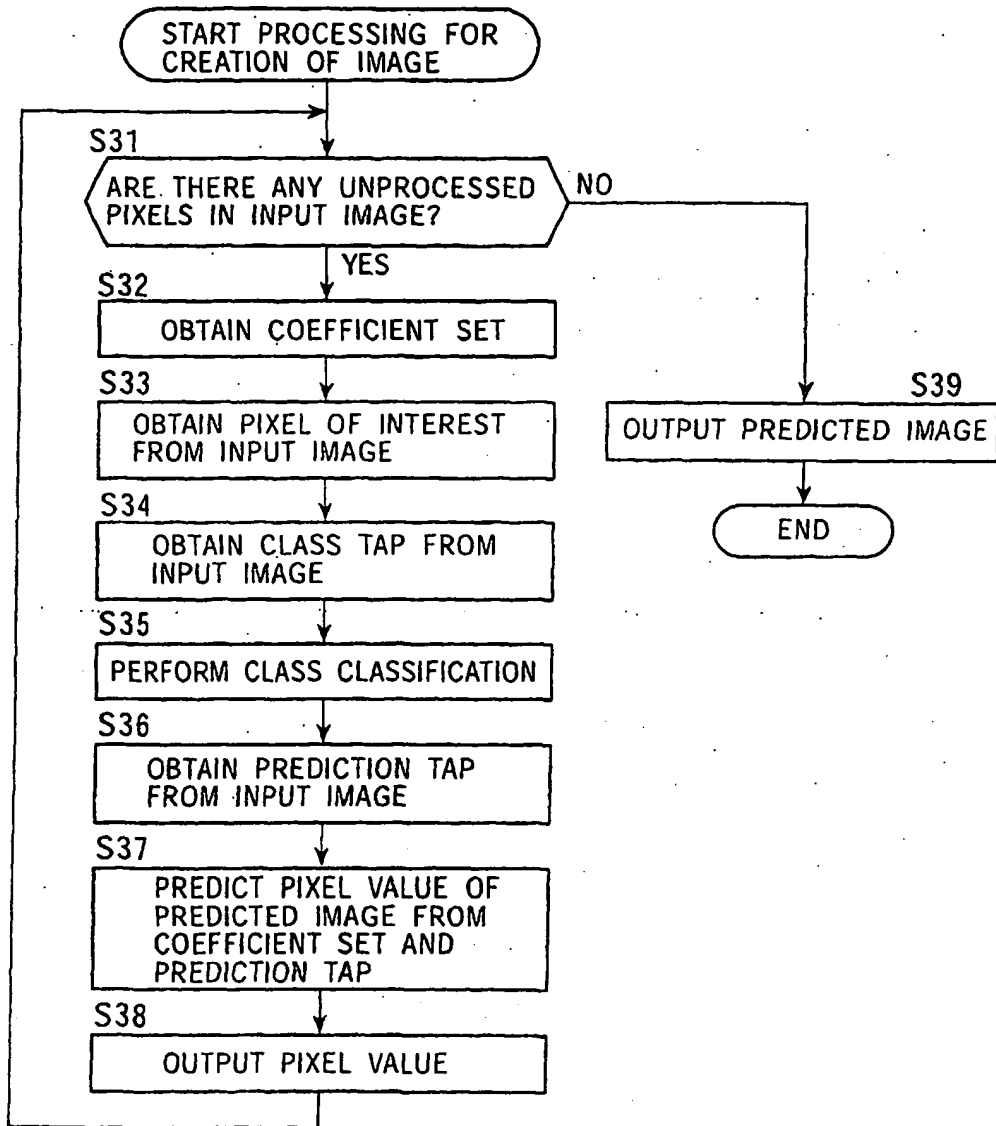 START PROCESSING FOR
CREATION OF IMAGE
S31
ARE THERE ANY UNPROCESSED
PIXELS IN INPUT IMAGE?
NO
YES
S32
OBTAIN COEFFICIENT SET
S33
OBTAIN PIXEL OF INTEREST
FROM INPUT IMAGE
S39
OUTPUT PREDICTED IMAGE
END
S34
OBTAIN CLASS TAP FROM
INPUT IMAGE
S35
PERFORM CLASS CLASSIFICATION
S36
OBTAIN PREDICTION TAP
FROM INPUT IMAGE
S37
PREDICT PIXEL VALUE OF
PREDICTED IMAGE FROM
COEFFICIENT SET AND
PREDICTION TAP
S38
OUTPUT PIXEL VALUE